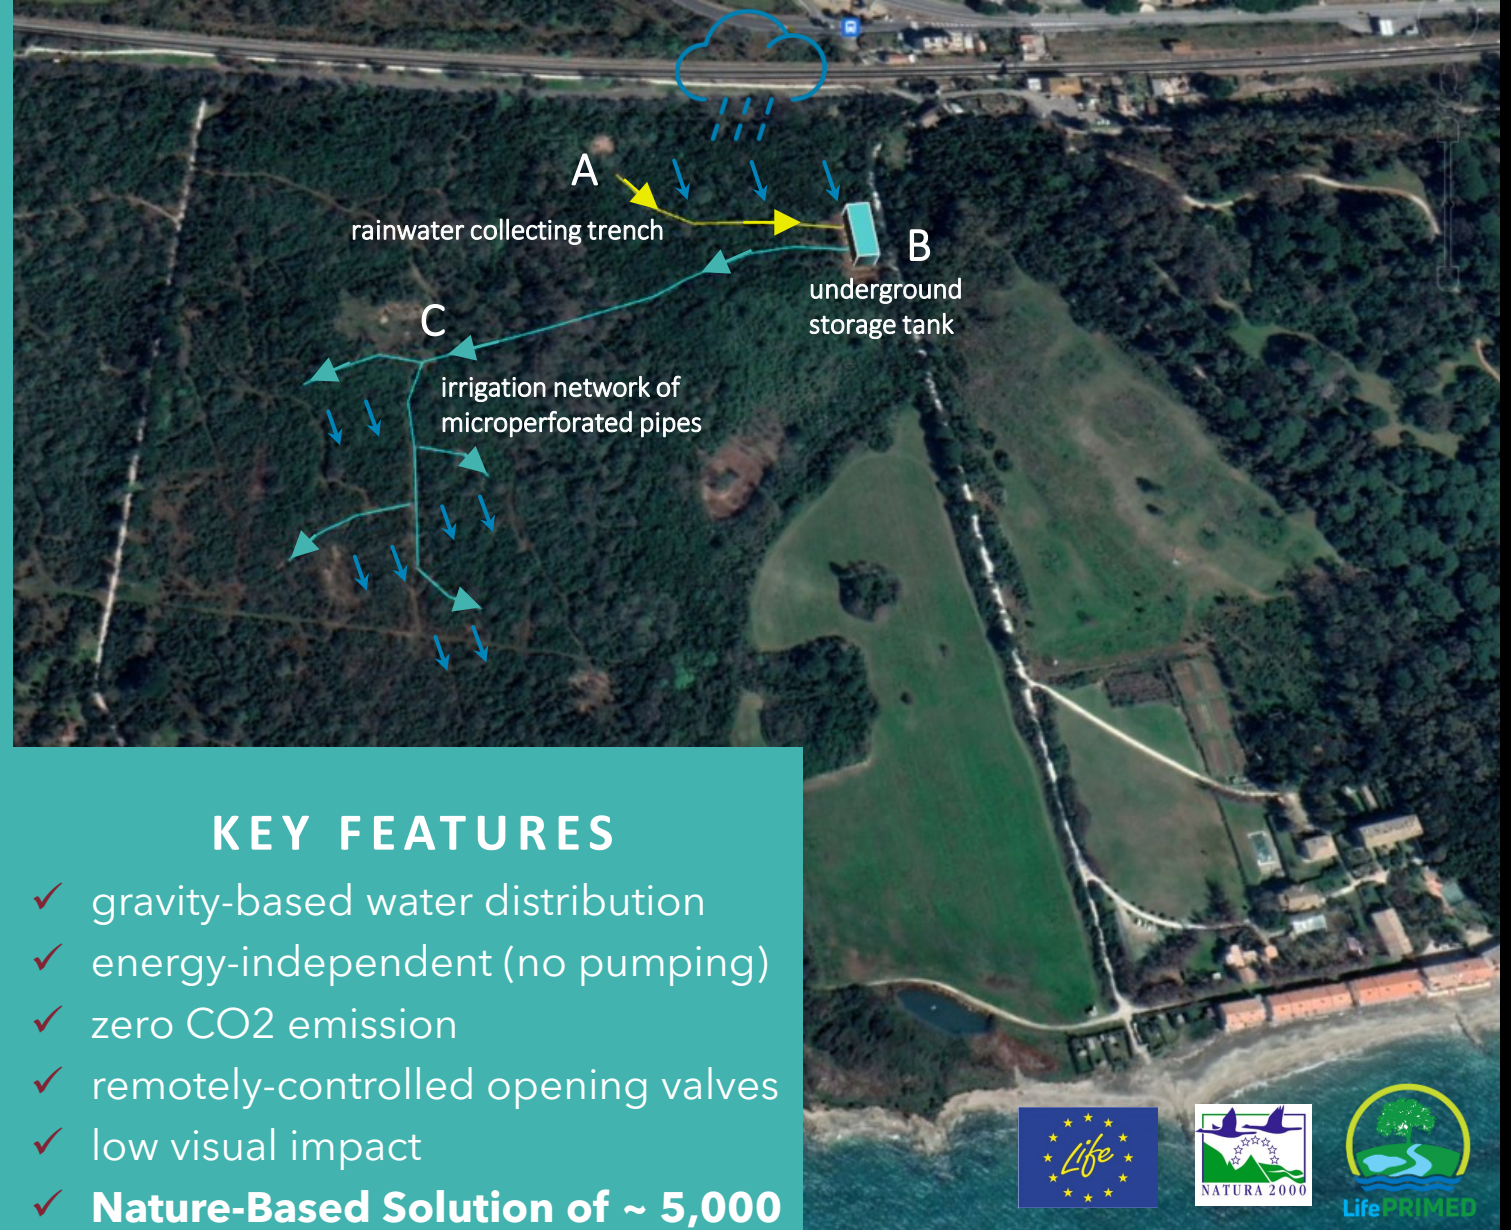 A
rainwater collecting trench
B
underground
storage tank
C
irrigation network of
microperforated pipes
KEY FEATURES
gravity-based water distribution
energy-independent (no pumping)
zero CO2 emission
remotely-controlled opening valves
low visual impact
Nature-Based Solution of ~ 5,000
Life
NATURA 2000
LifePRIMED